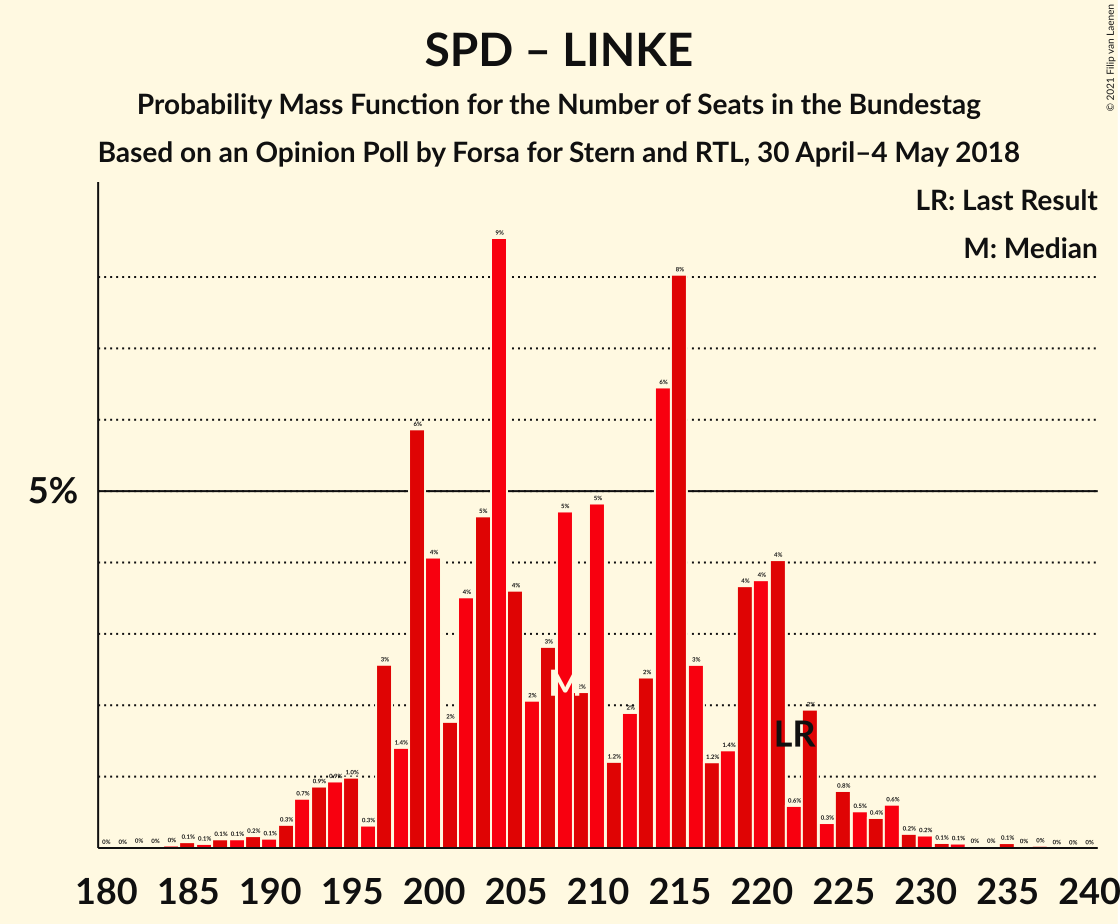 SPD – LINKE
Probability Mass Function for the Number of Seats in the Bundestag
Based on an Opinion Poll by Forsa for Stern and RTL, 30 April–4 May 2018
© 2021 Filip van Laenen
LR: Last Result
M: Median
5%
0% 0% 0% 0% 0% 0.1% 0.1% 0.1% 0.1% 0.2% 0.1% 0.3% 0.7% 0.9% 0.9% 1.0% 0.3% 3% 1.4% 6% 4% 2% 4% 5% 9% 4% 2% 3% 5% 2% 5% 1.2% 2% 2% 6% 8% 3% 1.2% 1.4% 4% 4% 4% 0.6% 2% 0.3% 0.8% 0.5% 0.4% 0.6% 0.2% 0.2% 0.1% 0.1% 0% 0% 0.1% 0% 0% 0% 0% 0%
M
LR
180 185 190 195 200 205 210 215 220 225 230 235 240